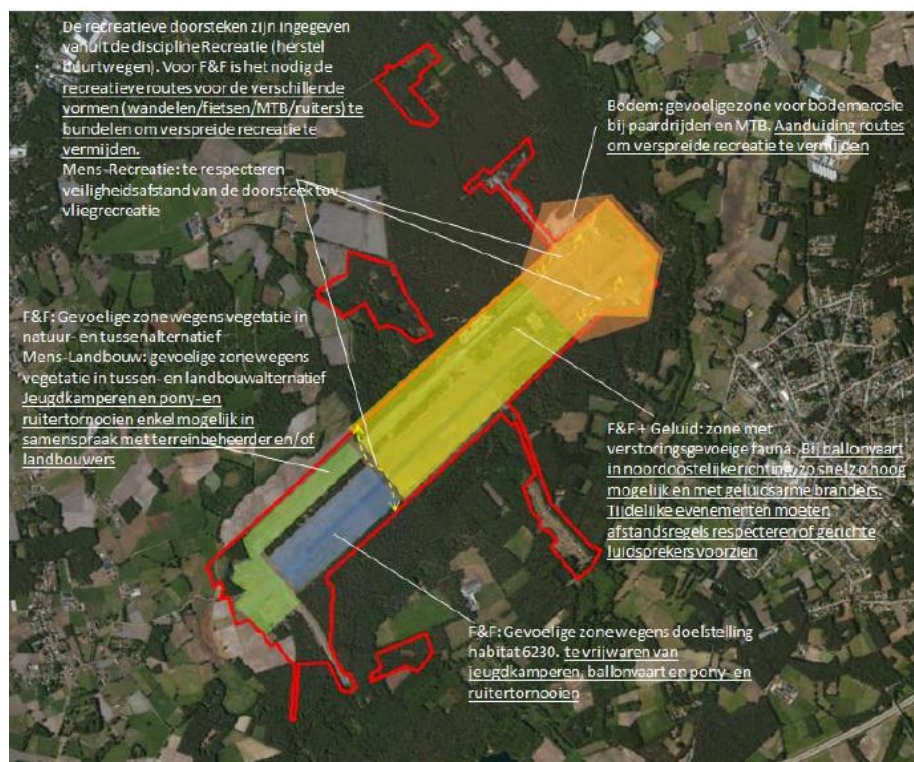 De recreatieve doorsteken zijn ingegeven
vanuit de discipline Recreatie (herstel
buurtwegen). Voor F&F is het nodig de
recreatieve routes voor de verschillende
vormen (wandelen/fietsen/MTB/ruiters) te
bundelen om verspreide recreatie te
vermijden.
Mens-Recreatie: te respecteren
veiligheidsafstand van de doorsteek tov
vliegrecreatie
Bodem: gevoelige zone voor bodemerosie
bij paardrijden en MTB. Aanduiding routes
om verspreide recreatie te vermijden
F&F: Gevoelige zone wegens vegetatie in
natuur- en tussenalternatief
Mens-Landbouw: gevoelige zone wegens
vegetatie in tussen- en landbouwalternatief
Jeugdkamperen en pony- en
ruitertornooien enkel mogelijk in
samenspraak met terreinbeheerder en/of
landbouwers
F&F + Geluid: zone met
verstoringsgevoeige fauna. Bij ballonvaart
in noordoostelijke richting, zo snel zo hoog
mogelijk en met geluidsarme branders.
Tijdelijke evenementen moeten
afstandsregels respecteren of gerichte
luidsprekers voorzien
F&F: Gevoelige zone wegens doelstelling
habitat 6230. te vrijwaren van
jeugdkamperen, ballonvaart en pony- en
ruitertornooien